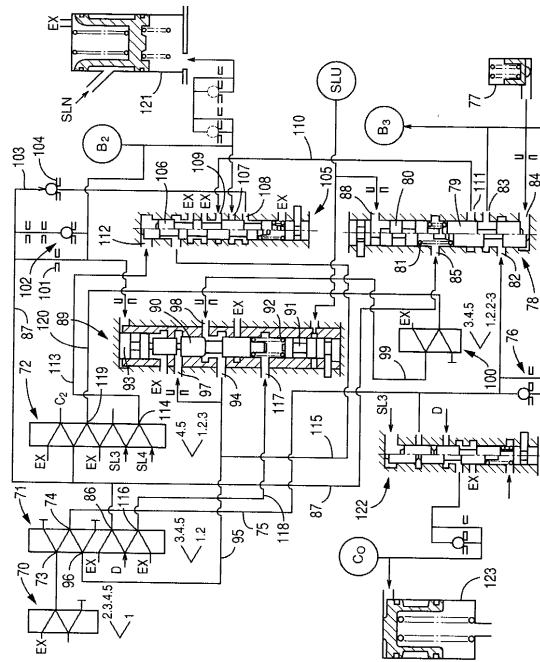 EX
SLN
121
B2
SLU
77
B3
103
104
109
107
108
110
111
83
84
106
EX
EX
EX
105
88
80
79
112
102
101
81
85
82
78
87
120
89
90
98
EX
92
91
EX
3.4.5
1.2.2-3
76
113
93
EX
97
94
117
99
100
72
C2
119
114
EX
EX
SL3
SL4
4.5
1.2.3
115
SL3
D
EX
122
71
74
86
116
EX
D
EX
3.4.5
1.2
118
75
87
95
70
73
96
EX
2.3.4.5
1
C0
123